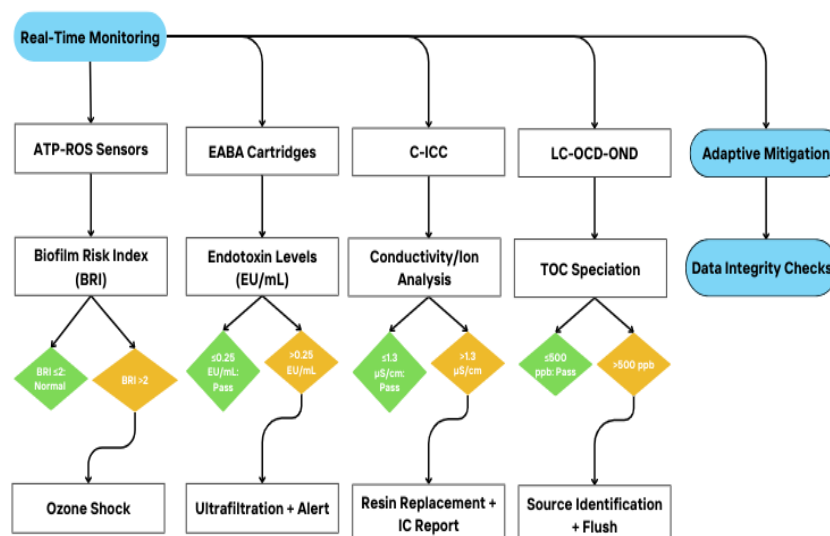 Real-Time Monitoring
ATP-ROS Sensors
EABA Cartridges
C-ICC
LC-OCD-OND
Adaptive Mitigation
Biofilm Risk Index
(BRI)
Endotoxin Levels
(EU/mL)
Conductivity/Ion
Analysis
TOC Speciation
Data Integrity Checks
BRI ≤2:
Normal
BRI >2
≤0.25
EU/mL:
Pass
>0.25
EU/mL
≤1.3
µS/cm:
Pass
>1.3
µS/cm
≤500
ppb: Pass
>500 ppb
Ozone Shock
Ultrafiltration + Alert
Resin Replacement +
IC Report
Source Identification
+ Flush